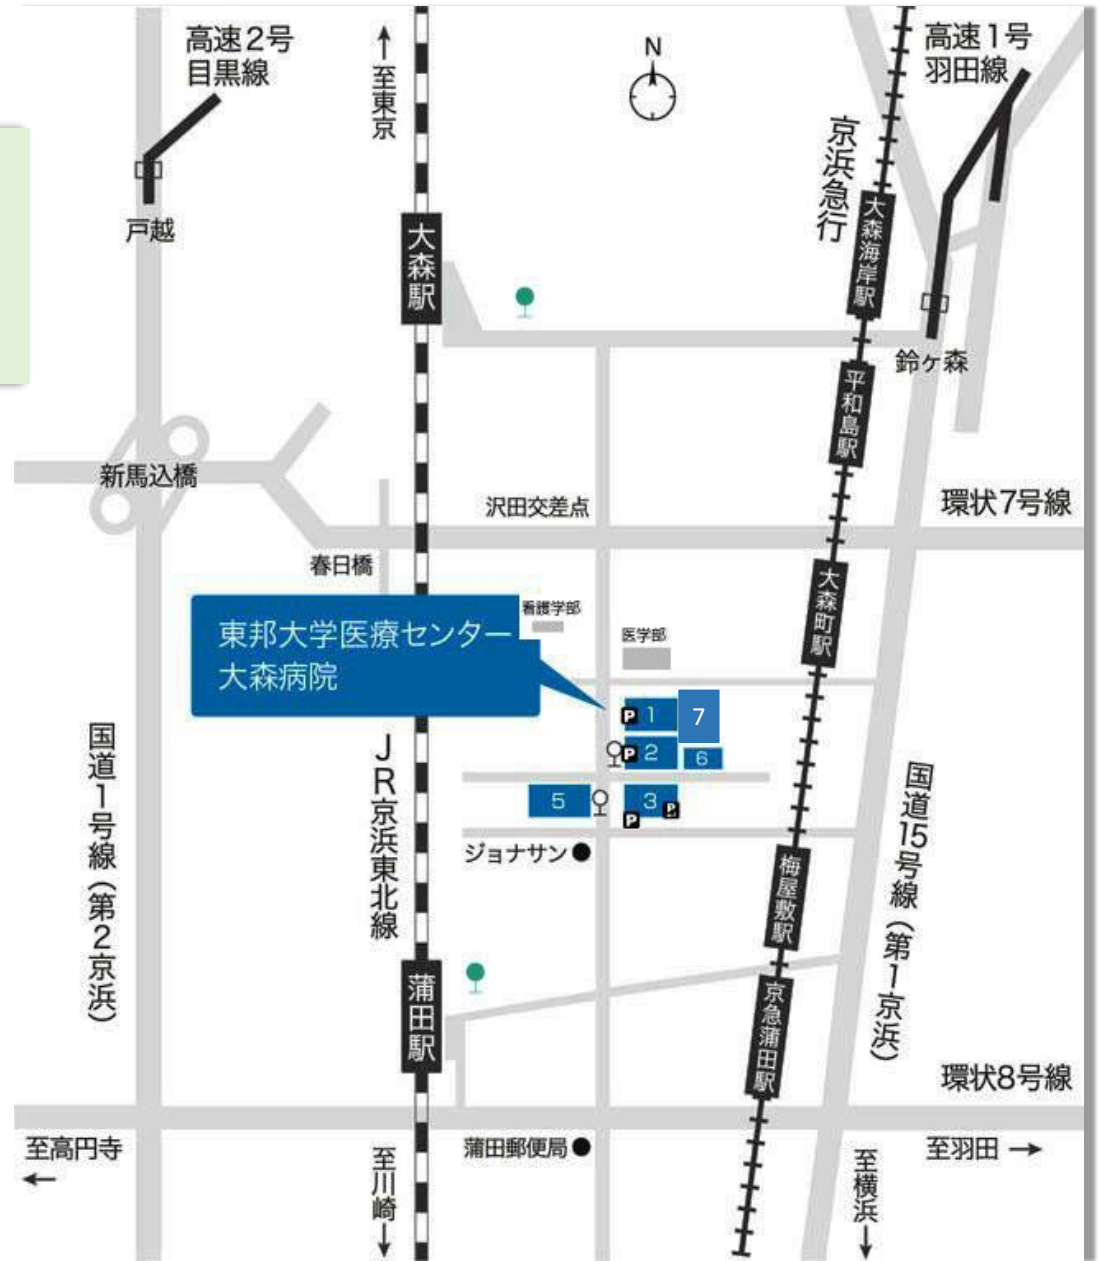 高速2号
目黒線
至東京
N
高速1号
羽田線
京浜急行
戸越
大森駅
大森海岸駅
鈴ヶ森
平和島駅
新馬込橋
沢田交差点
環状7号線
春日橋
大森町駅
看護学部
医学部
東邦大学医療センター
大森病院
P 1
7
P 2
6
5
3
P
P
国道1号線(第2京浜)
JR京浜東北線
国道15号線(第1京浜)
ジョナサン
梅屋敷駅
蒲田駅
京急蒲田駅
環状8号線
至高円寺
蒲田郵便局
至羽田
至川崎
至横浜